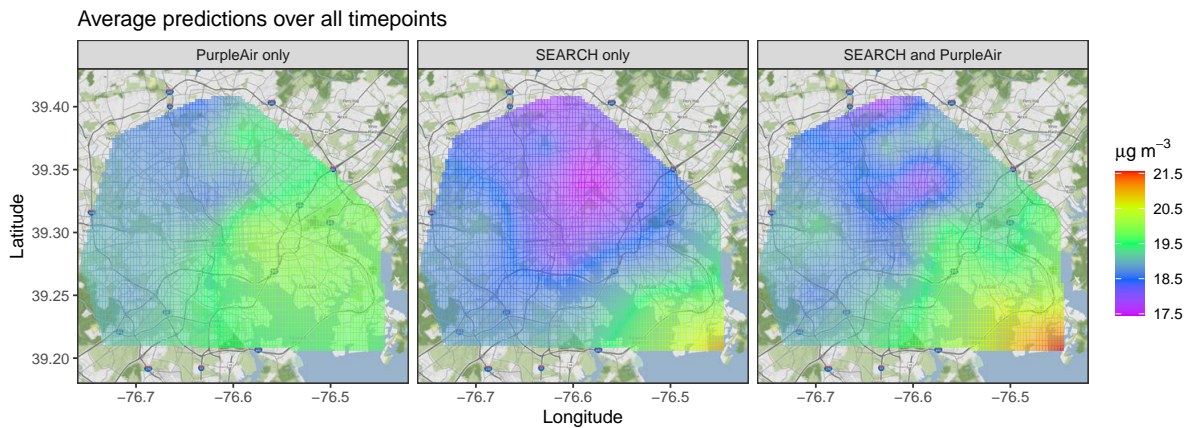 Average predictions over all timepoints
PurpleAir only
SEARCH only
SEARCH and PurpleAir
39.40
39.35
39.30
39.25
39.20
Latitude
−76.7
−76.6
−76.5
−76.7
−76.6
−76.5
−76.7
−76.6
−76.5
Longitude
μg m⁻³
21.5
20.5
19.5
18.5
17.5